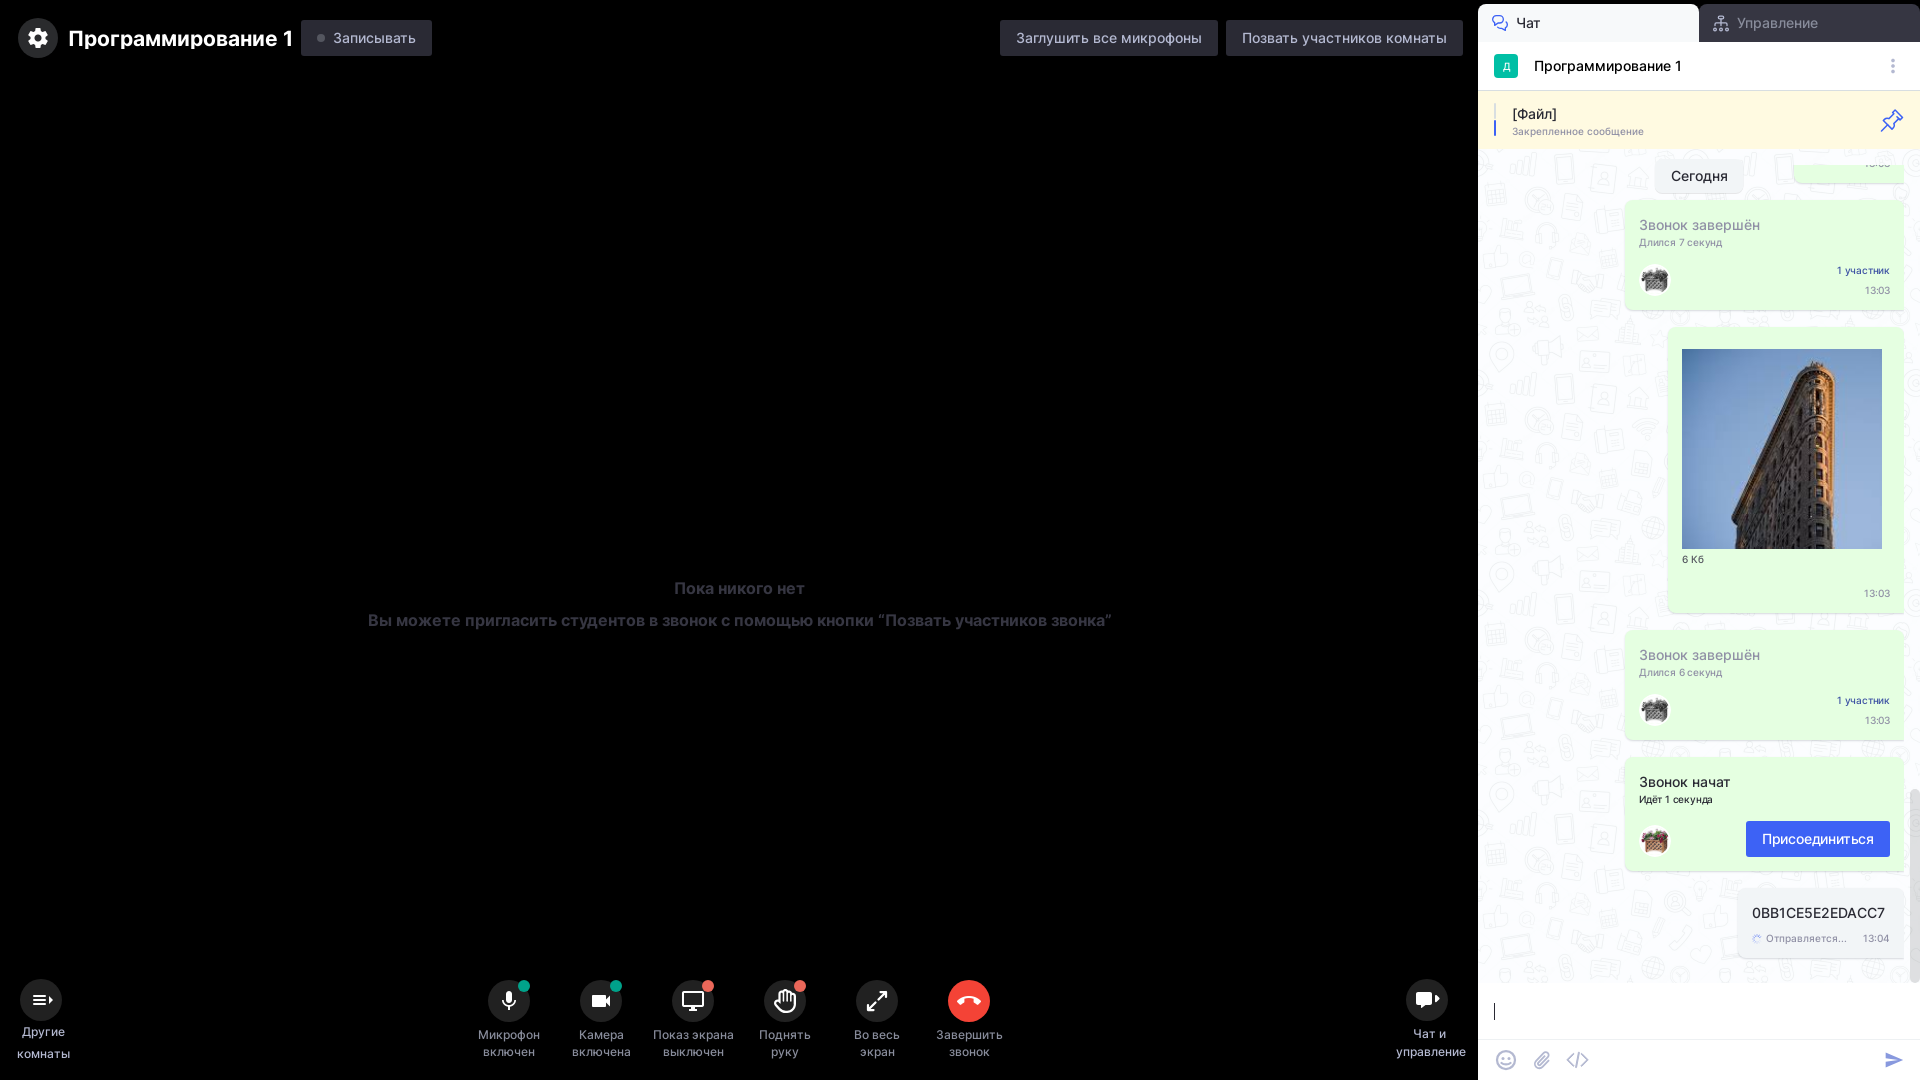 Программирование 1
Записывать
Заглушить все микрофоны
Позвать участников комнаты
Пока никого нет
Вы можете пригласить студентов в звонок с помощью кнопки “Позвать участников звонка”
Другие
комнаты
Микрофон
включен
Камера
включена
Показ экрана
выключен
Поднять
руку
Во весь
экран
Завершить
звонок
Чат и
управление
Чат
Управление
Д
Программирование 1
[Файл]
Закрепленное сообщение
Сегодня
Звонок завершён
Длился 7 секунд
1 участник
13:03
6 Кб
13:03
Звонок завершён
Длился 6 секунд
1 участник
13:03
Звонок начат
Идёт 1 секунда
Присоединиться
0BB1CE5E2EDACC7
Отправляется...
13:04